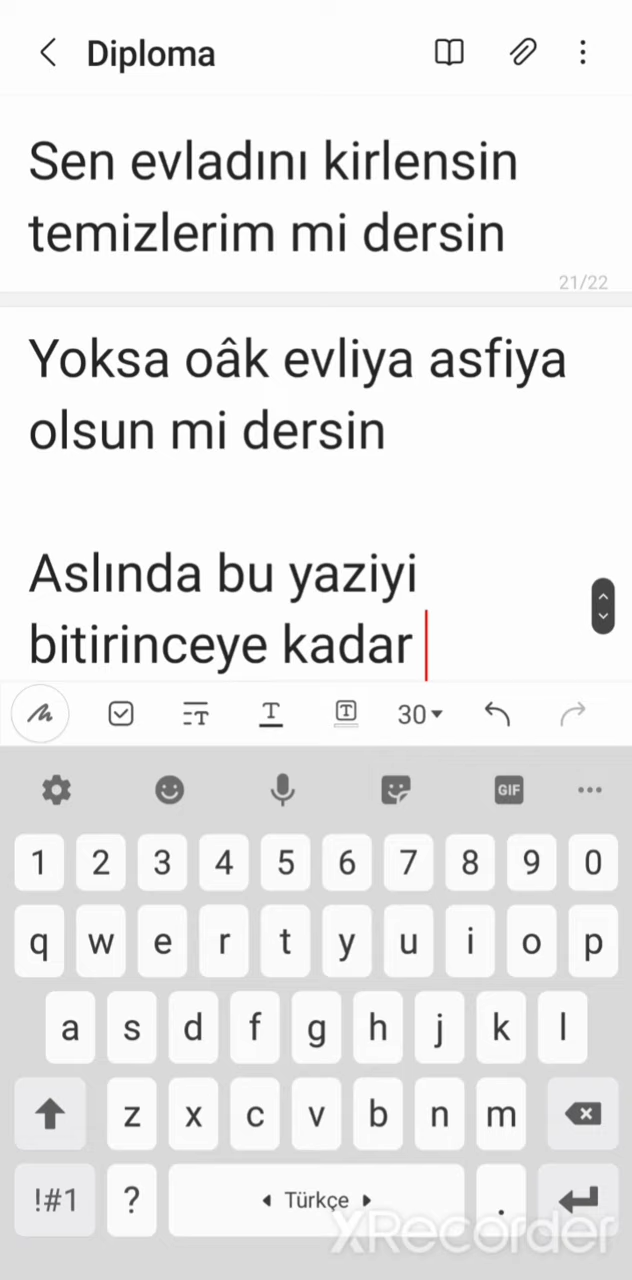 Diploma
Sen evladını kirlensin
temizlerim mi dersin
21/22
Yoksa oâk evliya asfiya
olsun mi dersin
Aslında bu yaziyi
bitirinceye kadar
T T T 30
GIF
1 2 3 4 5 6 7 8 9 0
q w e r t y u i o p
a s d f g h j k l
z x c v b n m
!#1 ? Türkçe .
XRecorder